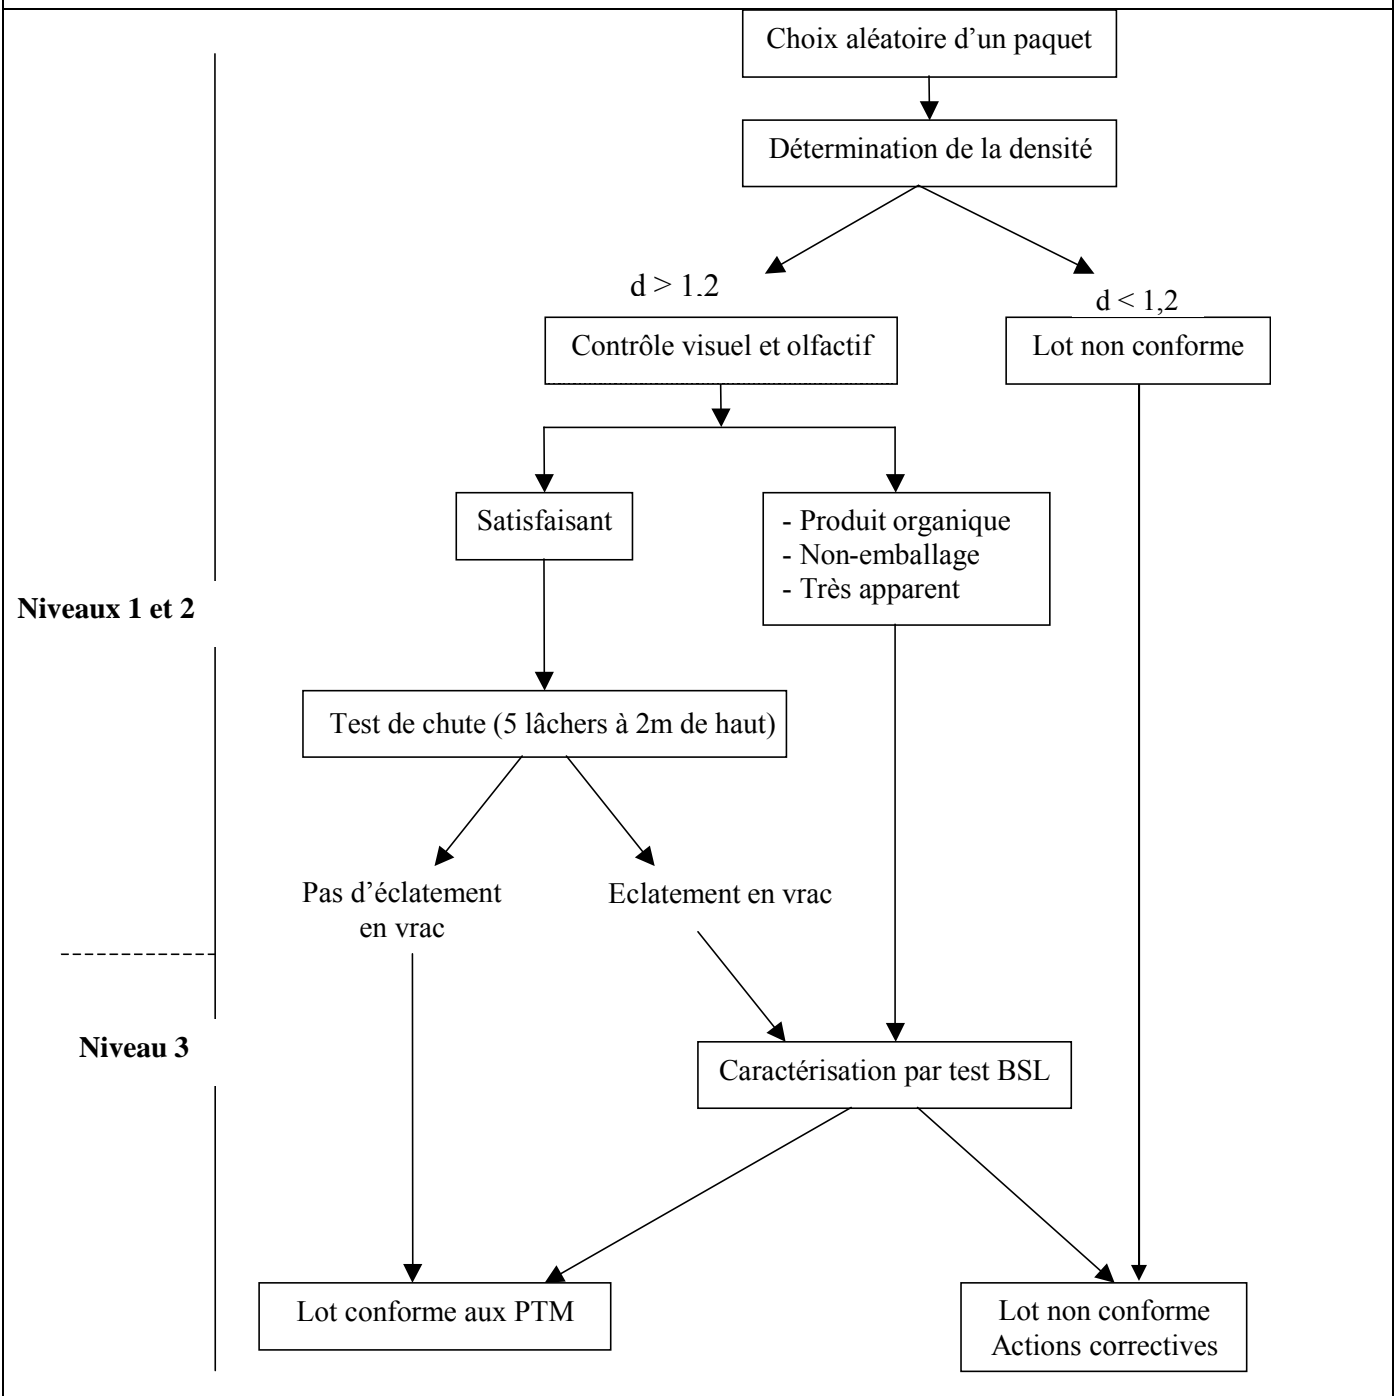 Choix aléatoire d’un paquet
Détermination de la densité
d > 1,2
d < 1,2
Contrôle visuel et olfactif
Lot non conforme
Satisfaisant
- Produit organique
- Non-emballage
- Très apparent
Niveaux 1 et 2
Test de chute (5 lâchers à 2m de haut)
Pas d’éclatement
en vrac
Eclatement en vrac
Niveau 3
Caractérisation par test BSL
Lot conforme aux PTM
Lot non conforme
Actions correctives